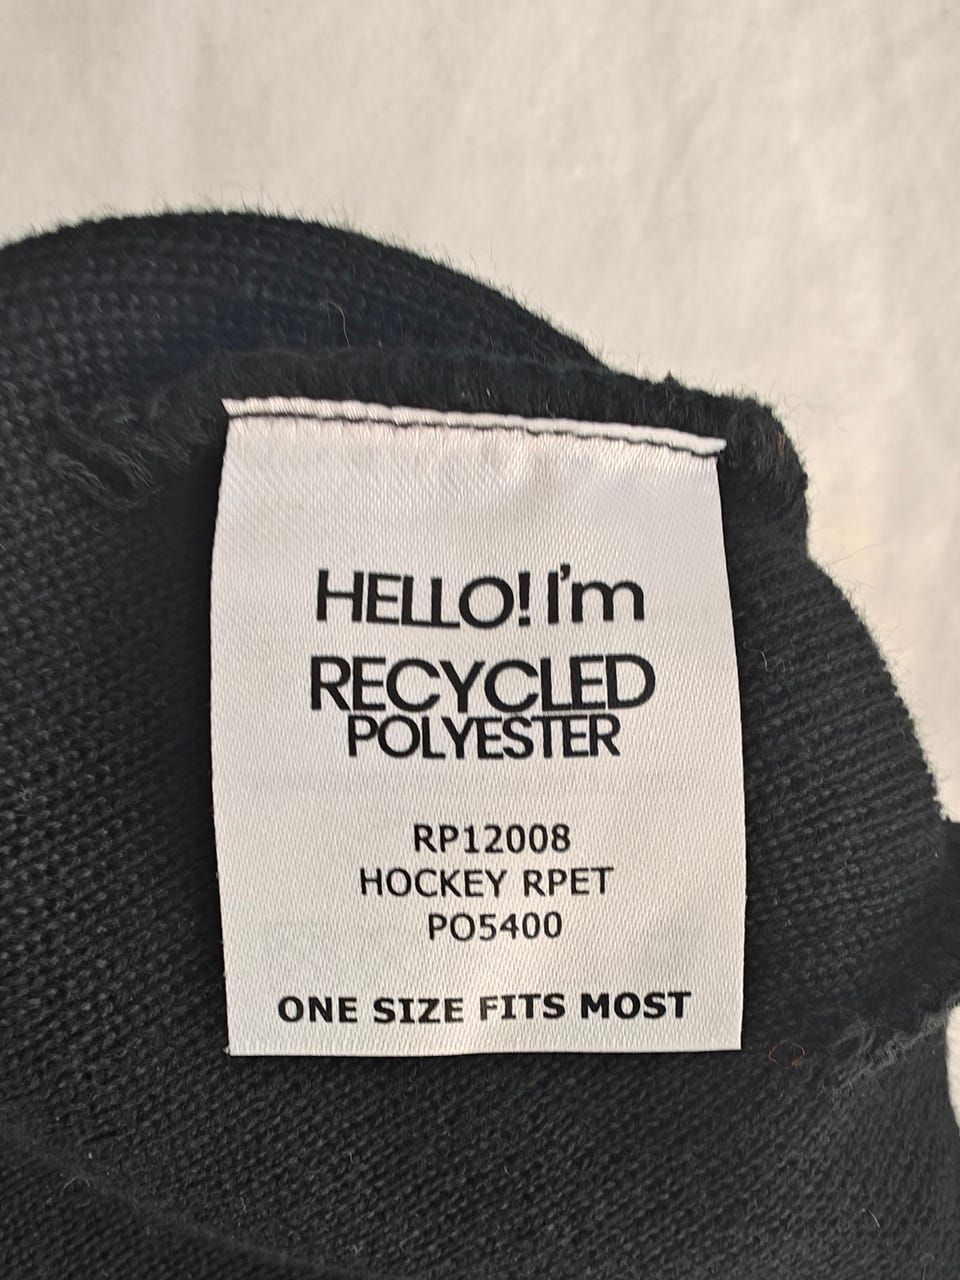 HELLO! I'm
RECYCLED
POLYESTER
RP12008
HOCKEY RPET
PO5400
ONE SIZE FITS MOST